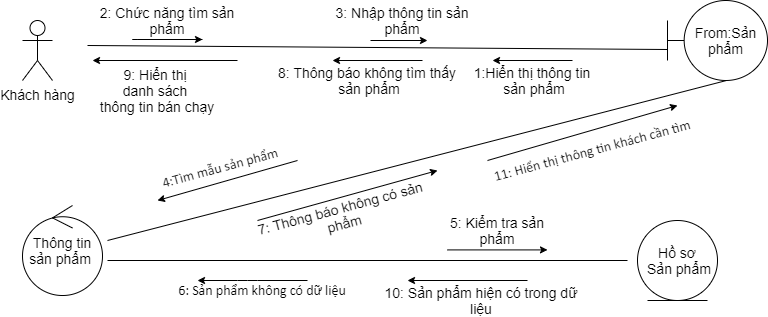 2: Chức năng tìm sản
phẩm
3: Nhập thông tin sản
phẩm
From:Sản
phẩm
Khách hàng
9: Hiển thị
danh sách
thông tin bán chạy
8: Thông báo không tìm thấy
sản phẩm
1:Hiển thị thông tin
sản phẩm
4:Tìm mẫu sản phẩm
11: Hiển thị thông tin khách cần tìm
7: Thông báo không có sản
phẩm
Thông tin
sản phẩm
5: Kiểm tra sản
phẩm
Hồ sơ
Sản phẩm
6: Sản phẩm không có dữ liệu
10: Sản phẩm hiện có trong dữ
liệu